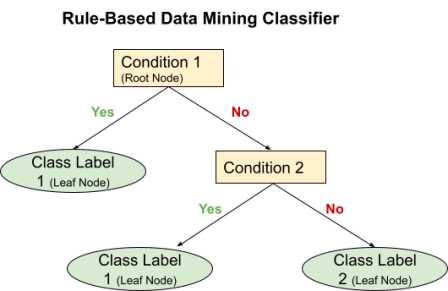 Rule-Based Data Mining Classifier
Condition 1
(Root Node)
Yes
No
Class Label
1 (Leaf Node)
Condition 2
Yes
No
Class Label
1 (Leaf Node)
Class Label
2 (Leaf Node)